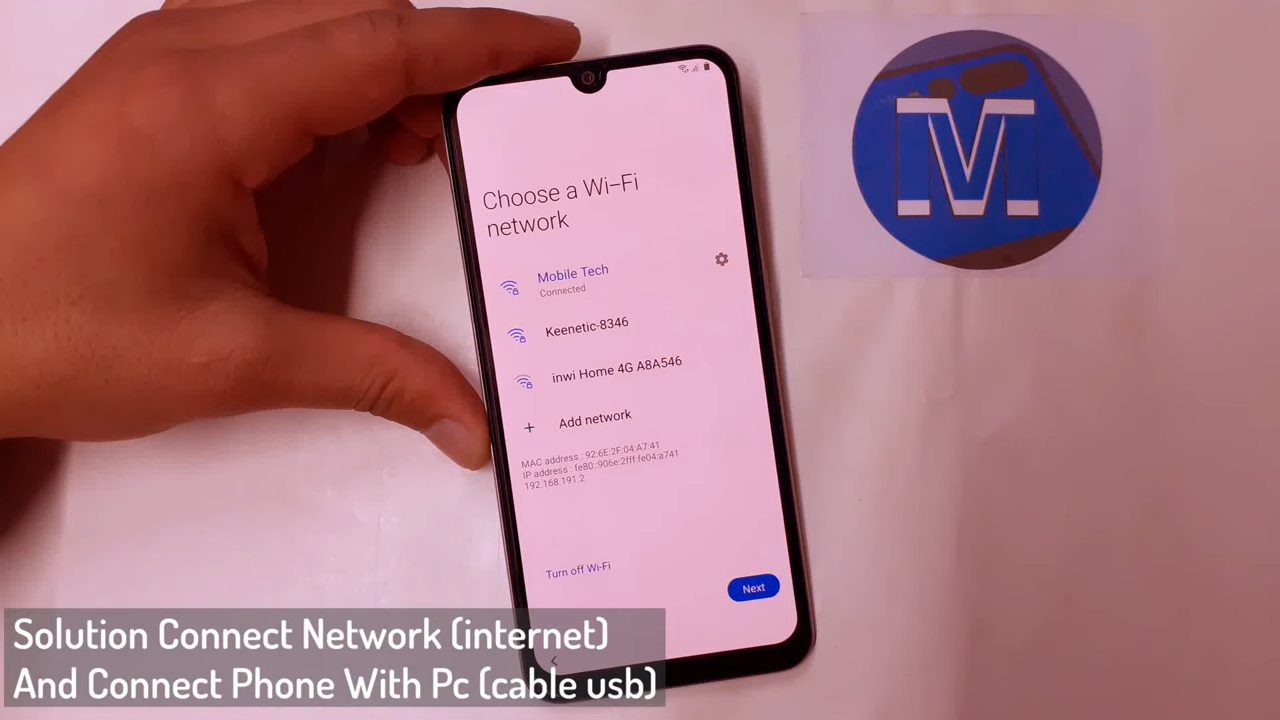 Choose a Wi-Fi
network
Mobile Tech
Connected
Keenetic-8346
inwi Home 4G A8A546
+ Add network
MAC address : 92:6E:2F:04:A7:41
IP address : fe80::906e:2fff:fe04:a741
192.168.191.2
Turn off Wi-Fi
Next
M
Solution Connect Network (internet)
And Connect Phone With Pc (cable usb)